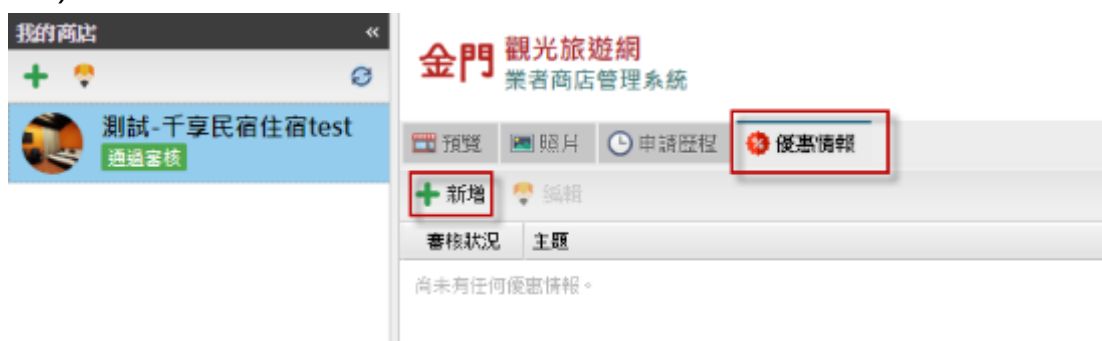 我的商店 «
測試-千享民宿住宿test
通過審核
金門 觀光旅遊網
業者商店管理系統
預覽 照片 申請歷程 優惠情報
新增 編輯
審核狀況 主題
尚未有任何優惠情報。